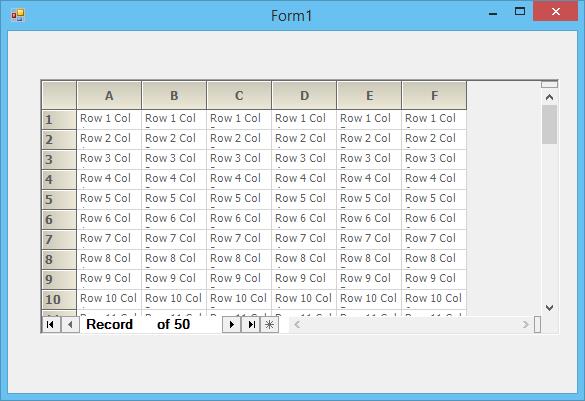 Form1
A B C D E F
1 Row 1 Col Row 1 Col Row 1 Col Row 1 Col Row 1 Col Row 1 Col
2 Row 2 Col Row 2 Col Row 2 Col Row 2 Col Row 2 Col Row 2 Col
3 Row 3 Col Row 3 Col Row 3 Col Row 3 Col Row 3 Col Row 3 Col
4 Row 4 Col Row 4 Col Row 4 Col Row 4 Col Row 4 Col Row 4 Col
5 Row 5 Col Row 5 Col Row 5 Col Row 5 Col Row 5 Col Row 5 Col
6 Row 6 Col Row 6 Col Row 6 Col Row 6 Col Row 6 Col Row 6 Col
7 Row 7 Col Row 7 Col Row 7 Col Row 7 Col Row 7 Col Row 7 Col
8 Row 8 Col Row 8 Col Row 8 Col Row 8 Col Row 8 Col Row 8 Col
9 Row 9 Col Row 9 Col Row 9 Col Row 9 Col Row 9 Col Row 9 Col
10 Row 10 Col Row 10 Col Row 10 Col Row 10 Col Row 10 Col Row 10 Col
Record of 50